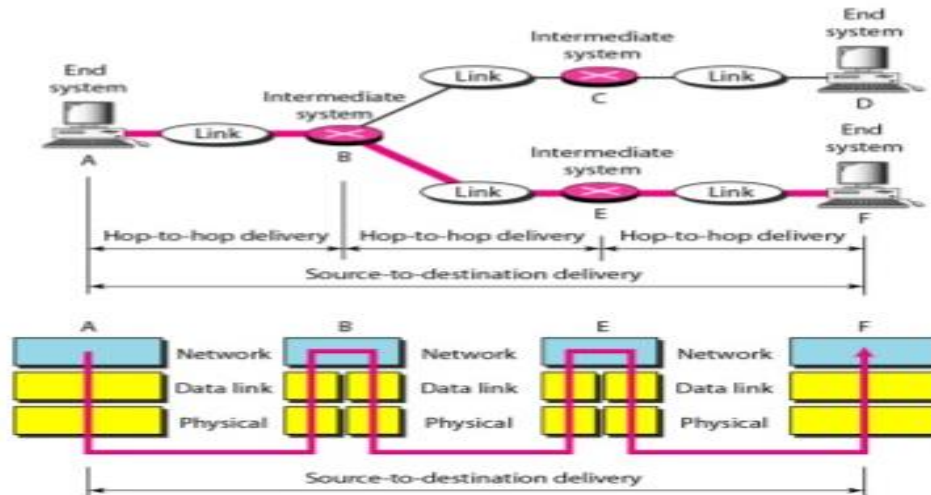 End
system
Intermediate
system
Link
C
Link
D
End
system
Intermediate
system
A
Link
B
End
system
Intermediate
system
Link
E
Link
F
Hop-to-hop delivery
Hop-to-hop delivery
Hop-to-hop delivery
Source-to-destination delivery
A
B
E
F
Network
Network
Network
Data link
Data link
Data link
Physical
Physical
Physical
Source-to-destination delivery